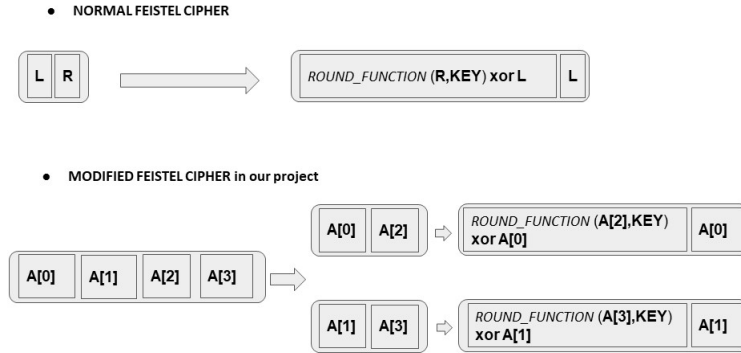 ● NORMAL FEISTEL CIPHER
L R
ROUND_FUNCTION (R,KEY) xor L
L
● MODIFIED FEISTEL CIPHER in our project
A[0] A[1] A[2] A[3]
A[0] A[2]
ROUND_FUNCTION (A[2],KEY)
xor A[0]
A[0]
A[1] A[3]
ROUND_FUNCTION (A[3],KEY)
xor A[1]
A[1]